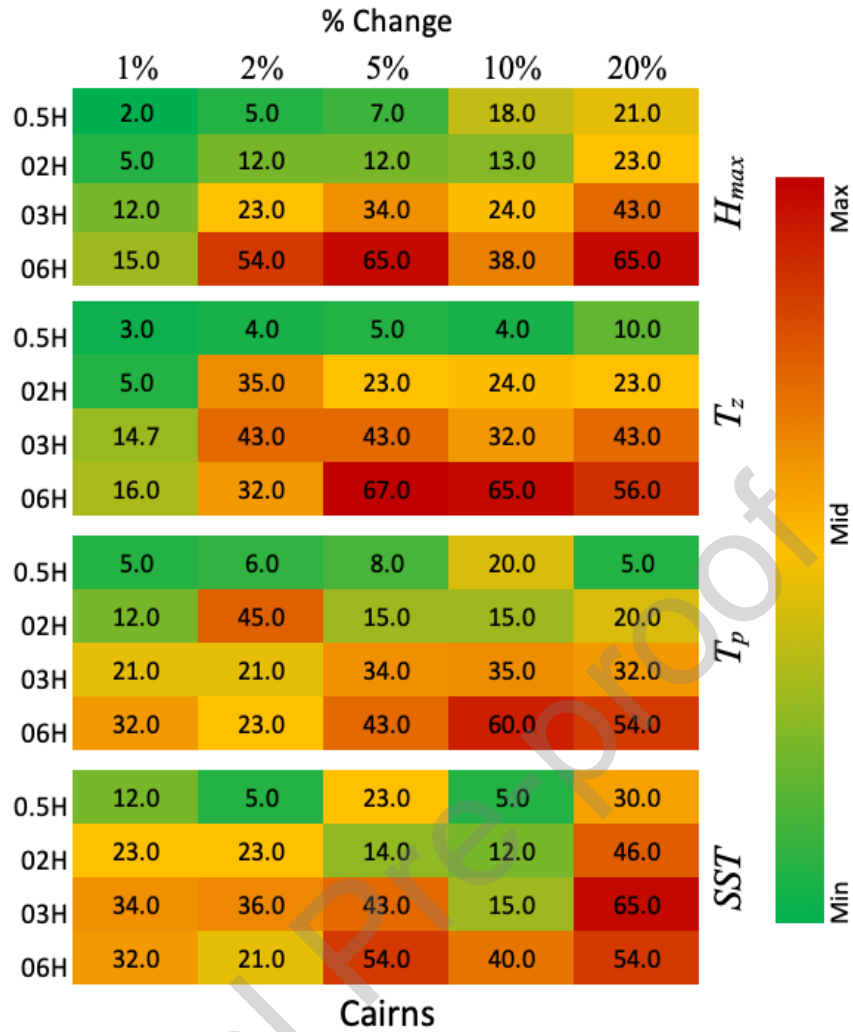 % Change
1% 2% 5% 10% 20%
0.5H 2.0 5.0 7.0 18.0 21.0
02H 5.0 12.0 12.0 13.0 23.0
03H 12.0 23.0 34.0 24.0 43.0
06H 15.0 54.0 65.0 38.0 65.0
Hmax
0.5H 3.0 4.0 5.0 4.0 10.0
02H 5.0 35.0 23.0 24.0 23.0
03H 14.7 43.0 43.0 32.0 43.0
06H 16.0 32.0 67.0 65.0 56.0
Tz
0.5H 5.0 6.0 8.0 20.0 5.0
02H 12.0 45.0 15.0 15.0 20.0
03H 21.0 21.0 34.0 35.0 32.0
06H 32.0 23.0 43.0 60.0 54.0
Tp
0.5H 12.0 5.0 23.0 5.0 30.0
02H 23.0 23.0 14.0 12.0 46.0
03H 34.0 36.0 43.0 15.0 65.0
06H 32.0 21.0 54.0 40.0 54.0
SST
Max
Mid
Min
Cairns
l Pre-proof